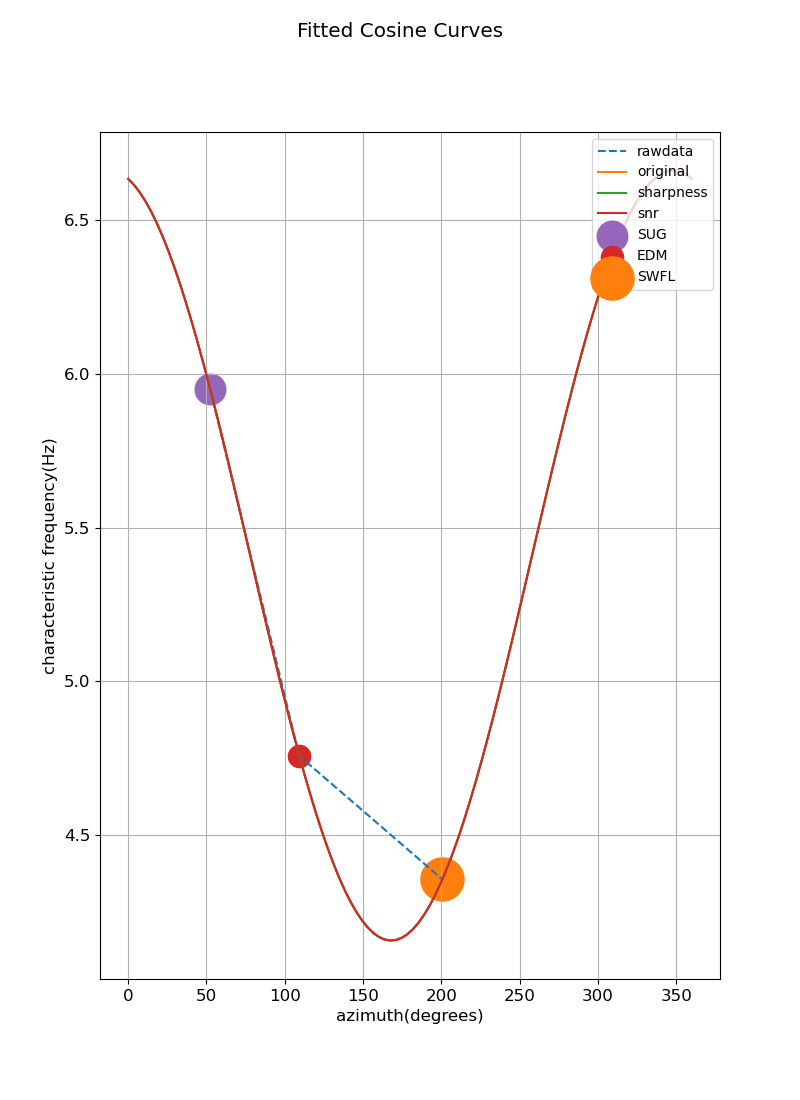 Fitted Cosine Curves
rawdata
original
sharpness
snr
SUG
EDM
SWFL
characteristic frequency(Hz)
6.5
6.0
5.5
5.0
4.5
0 50 100 150 200 250 300 350
azimuth(degrees)